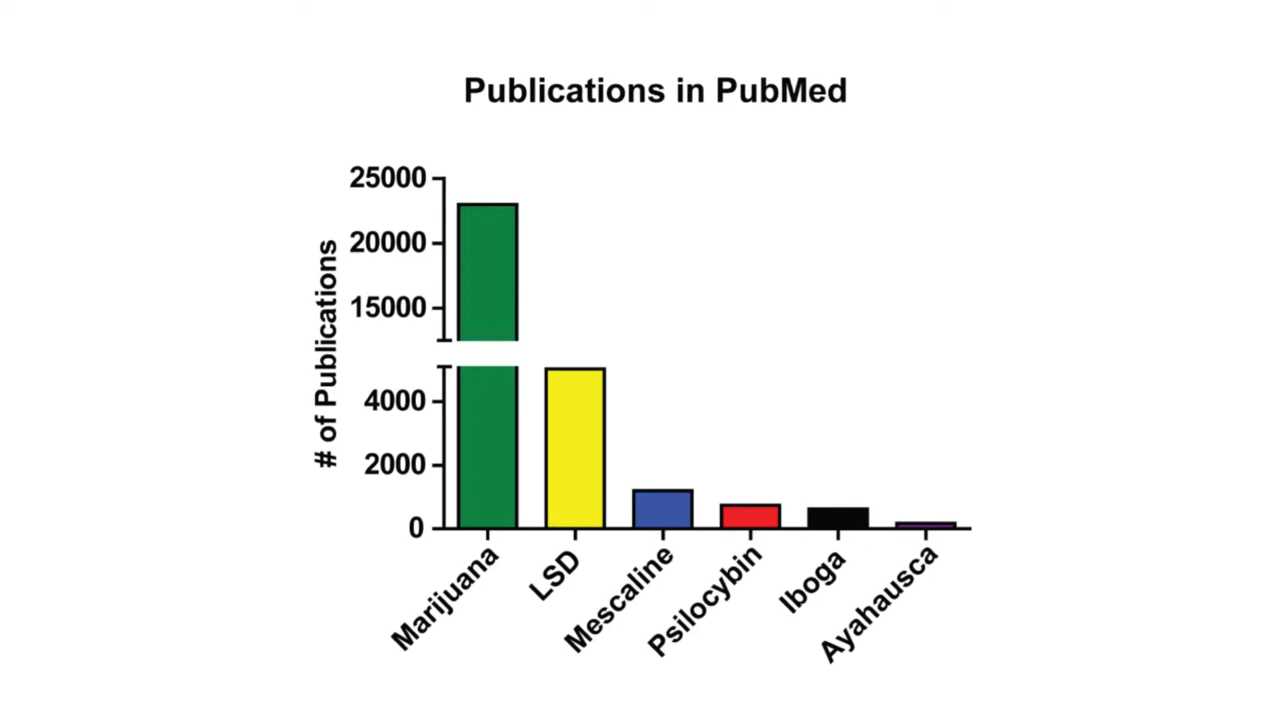 Publications in PubMed
# of Publications
25000
20000
15000
4000
2000
0
Marijuana
LSD
Mescaline
Psilocybin
Iboga
Ayahausca